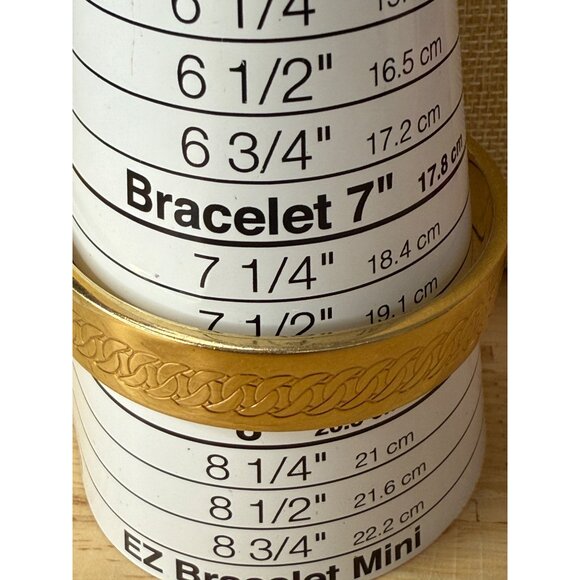 6 1/4"
6 1/2" 16.5 cm
6 3/4" 17.2 cm
Bracelet 7" 17.8 cm
7 1/4" 18.4 cm
7 1/2" 19.1 cm
8"
8 1/4" 21 cm
8 1/2" 21.6 cm
8 3/4" 22.2 cm
EZ Bracelet Mini